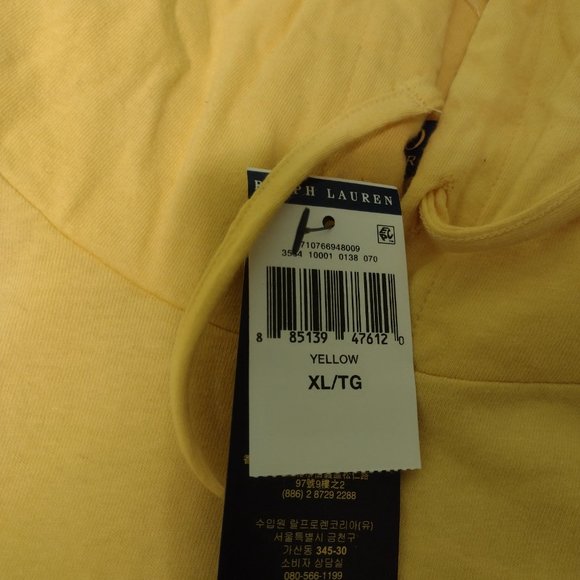 RALPH LAUREN
710766948009
3554 10001 0138 070
8 85139 47612 0
YELLOW
XL/TG
97號9樓之2
(886) 2 8729 2288
수입원 랄프로렌코리아(유)
서울특별시 금천구
가산동 345-30
소비자 상담실
080-566-1199